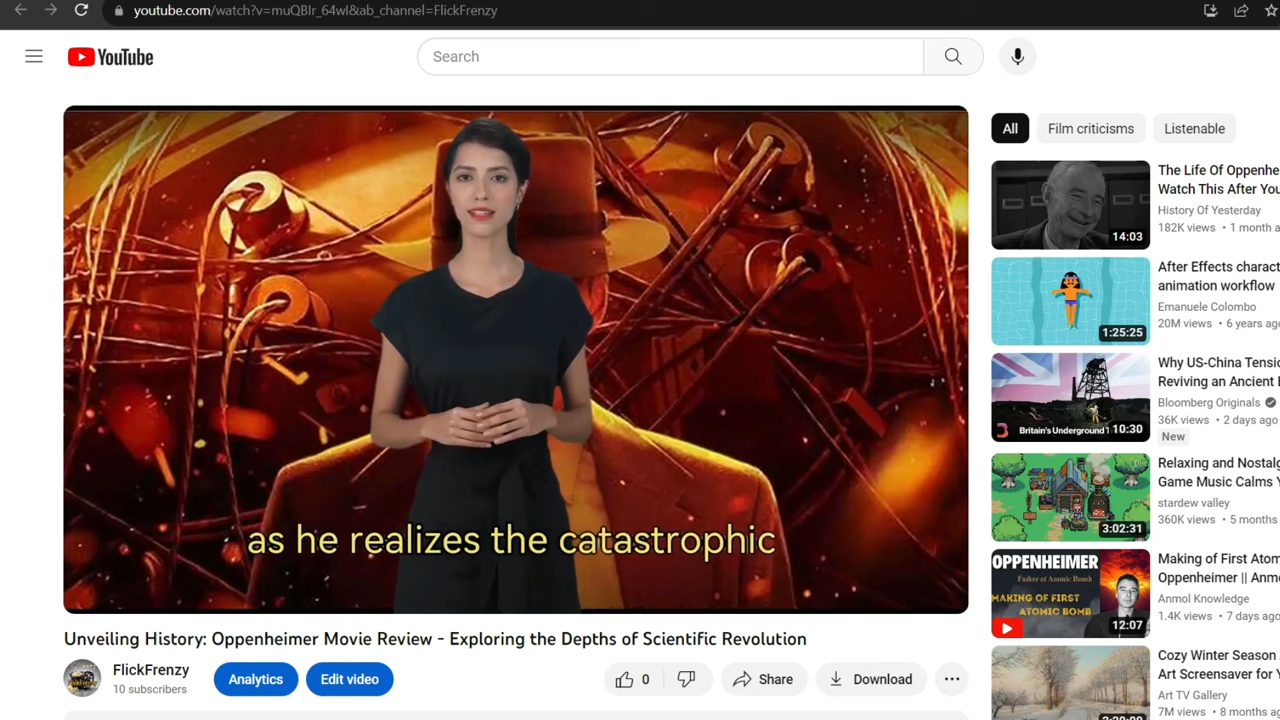 youtube.com/watch?v=muQBIr_64wI&ab_channel=FlickFrenzy
YouTube
Search
as he realizes the catastrophic
Unveiling History: Oppenheimer Movie Review - Exploring the Depths of Scientific Revolution
FlickFrenzy
10 subscribers
Analytics
Edit video
0
Share
Download
All
Film criticisms
Listenable
14:03
The Life Of Oppenhe
Watch This After You
History Of Yesterday
182K views • 1 month a
1:25:25
After Effects charact
animation workflow
Emanuele Colombo
20M views • 6 years ago
Britain's Underground
10:30
Why US-China Tensio
Reviving an Ancient
Bloomberg Originals
36K views • 2 days ago
New
3:02:31
Relaxing and Nostalg
Game Music Calms Y
stardew valley
360K views • 5 months
OPPENHEIMER
Father of Atomic Bomb
MAKING OF FIRST
ATOMIC BOMB
12:07
Making of First Atom
Oppenheimer || Anm
Anmol Knowledge
1.4K views • 7 days ago
Cozy Winter Season
Art Screensaver for Y
Art TV Gallery
7M views • 8 months ag